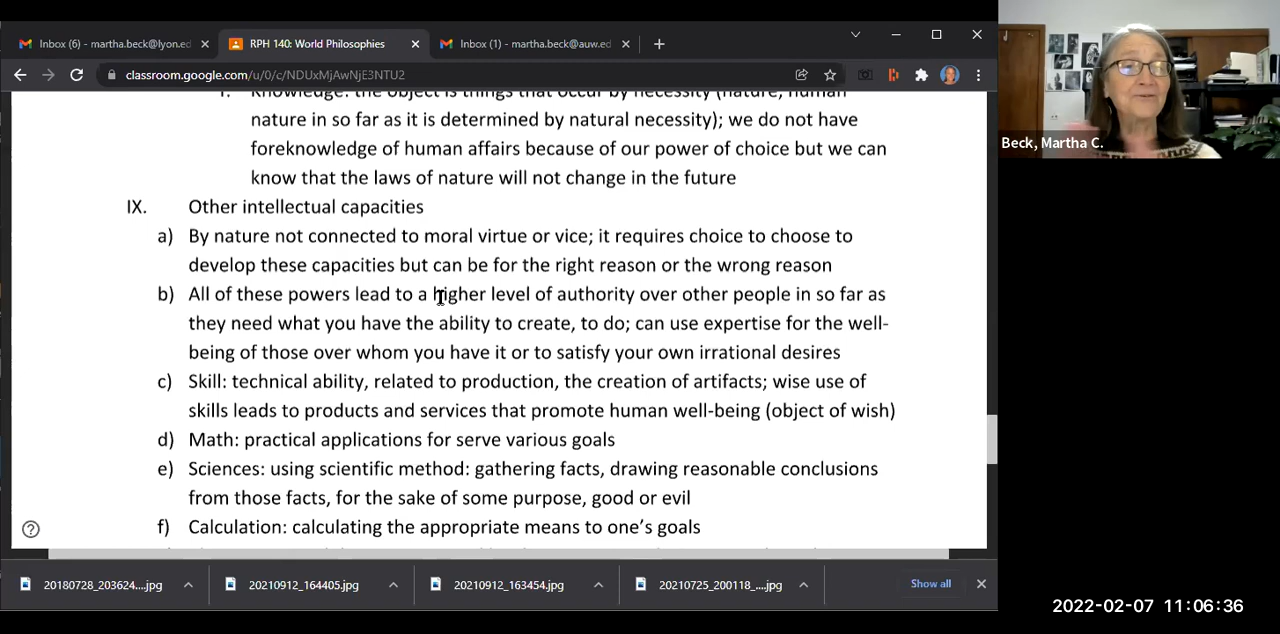 Inbox (6) - martha.beck@lyon.ed
RPH 140: World Philosophies
Inbox (1) - martha.beck@auw.ed
classroom.google.com/u/0/c/NDUxMjAwNjE3NTU2
Knowledge: the object is things that occur by necessity (nature, human
nature in so far as it is determined by natural necessity); we do not have
foreknowledge of human affairs because of our power of choice but we can
know that the laws of nature will not change in the future
IX. Other intellectual capacities
a) By nature not connected to moral virtue or vice; it requires choice to choose to
develop these capacities but can be for the right reason or the wrong reason
b) All of these powers lead to a higher level of authority over other people in so far as
they need what you have the ability to create, to do; can use expertise for the well-
being of those over whom you have it or to satisfy your own irrational desires
c) Skill: technical ability, related to production, the creation of artifacts; wise use of
skills leads to products and services that promote human well-being (object of wish)
d) Math: practical applications for serve various goals
e) Sciences: using scientific method: gathering facts, drawing reasonable conclusions
from those facts, for the sake of some purpose, good or evil
f) Calculation: calculating the appropriate means to one's goals
20180728_203624....jpg
20210912_164405.jpg
20210912_163454.jpg
20210725_200118_....jpg
Show all
Beck, Martha C.
2022-02-07 11:06:36